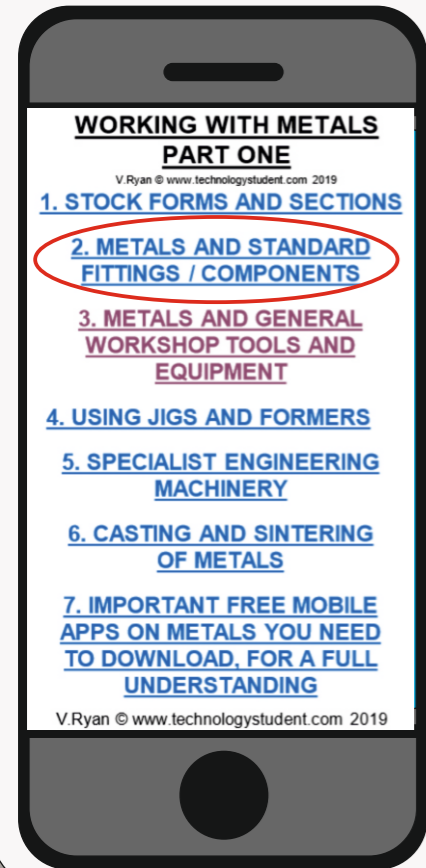 WORKING WITH METALS
PART ONE
V.Ryan © www.technologystudent.com 2019
1. STOCK FORMS AND SECTIONS
2. METALS AND STANDARD
FITTINGS / COMPONENTS
3. METALS AND GENERAL
WORKSHOP TOOLS AND
EQUIPMENT
4. USING JIGS AND FORMERS
5. SPECIALIST ENGINEERING
MACHINERY
6. CASTING AND SINTERING
OF METALS
7. IMPORTANT FREE MOBILE
APPS ON METALS YOU NEED
TO DOWNLOAD, FOR A FULL
UNDERSTANDING
V.Ryan © www.technologystudent.com 2019